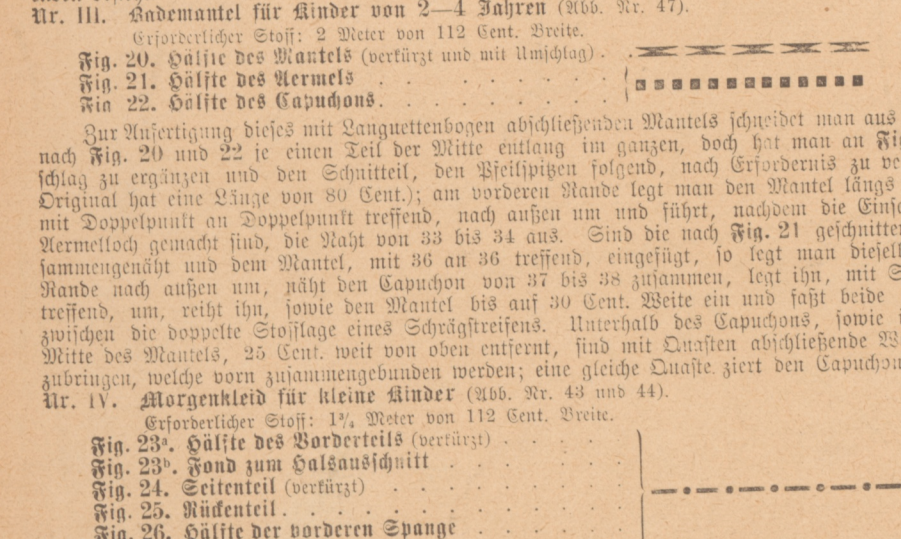 Nr. III. Bademantel für Kinder von 2—4 Jahren (Abb. Nr. 47).
Erforderlicher Stoff: 2 Meter von 112 Cent. Breite.
Fig. 20. Hälfte des Mantels (verkürzt und mit Umschlag) .
Fig. 21. Hälfte des Aermels . . . . . .
Fig 22. Hälfte des Capuchons. . . . . . .
Zur Anfertigung dieses mit Languettenbogen abschließenden Mantels schneidet man aus
nach Fig. 20 und 22 je einen Teil der Mitte entlang im ganzen, doch hat man an
schlag zu ergänzen und den Schnitteil, den Pfeilspitzen folgend, nach Erfordernis zu
Original hat eine Länge von 80 Cent.); am vorderen Rande legt man den Mantel längs
mit Doppelpunkt an Doppelpunkt treffend, nach außen um und führt, nachdem die
Aermelloch gemacht sind, die Naht von 33 bis 34 aus. Sind die nach Fig. 21 geschnitten
sammengenäht und dem Mantel, mit 36 an 36 treffend, eingefügt, so legt man
Rande nach außen um, näht den Capuchon von 37 bis 38 zusammen, legt ihn, mit
treffend, um, reiht ihn, sowie den Mantel bis auf 30 Cent. Weite ein und faßt beide
zwischen die doppelte Stofflage eines Schrägstreifens. Unterhalb des Capuchons, sowie
Mitte des Mantels, 25 Cent. weit von oben entfernt, sind mit Quasten abschließende
zubringen, welche vorn zusammengebunden werden; eine gleiche Quaste ziert den Capuchon
Nr. IV. Morgenkleid für kleine Kinder (Abb. Nr. 43 und 44).
Erforderlicher Stoff: 1¾ Meter von 112 Cent. Breite.
Fig. 23ª. Hälfte des Vorderteils (verkürzt) . . . .
Fig. 23ᵇ. Fond zum Halsausschnitt . . . . .
Fig. 24. Seitenteil (verkürzt) . . . . . .
Fig. 25. Rückenteil . . . . . . . .
Fig. 26. Hälfte der vorderen Spange . . . .